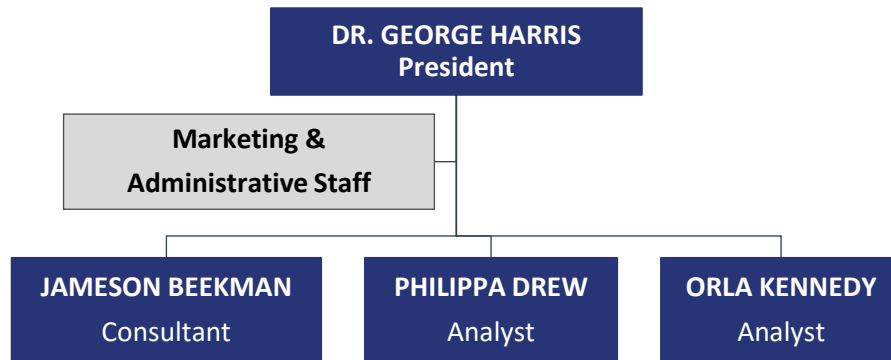 DR. GEORGE HARRIS
President
Marketing &
Administrative Staff
JAMESON BEEKMAN
Consultant
PHILIPPA DREW
Analyst
ORLA KENNEDY
Analyst